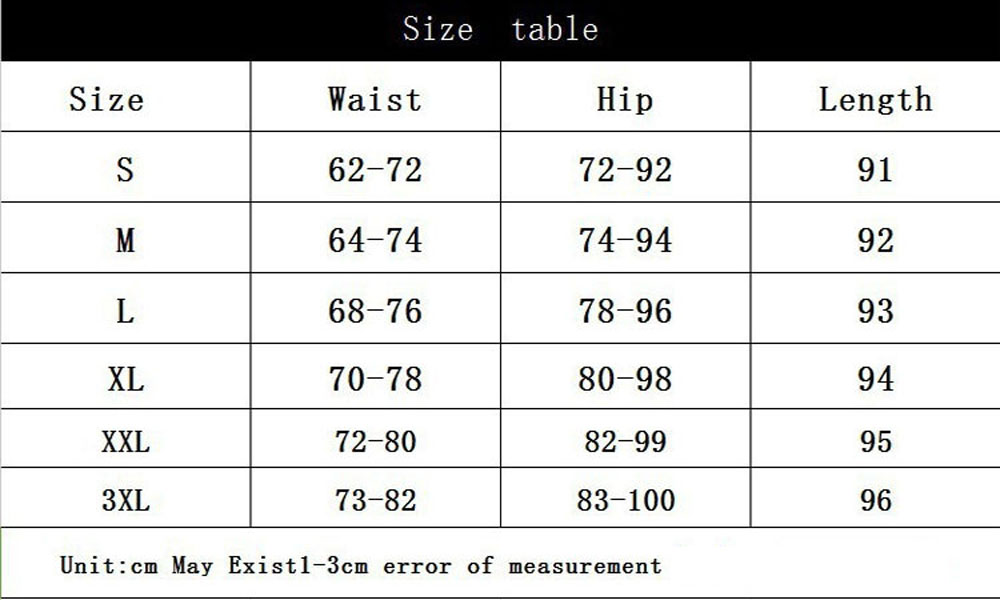 Size table
Size Waist Hip Length
S 62-72 72-92 91
M 64-74 74-94 92
L 68-76 78-96 93
XL 70-78 80-98 94
XXL 72-80 82-99 95
3XL 73-82 83-100 96
Unit:cm May Exist1-3cm error of measurement